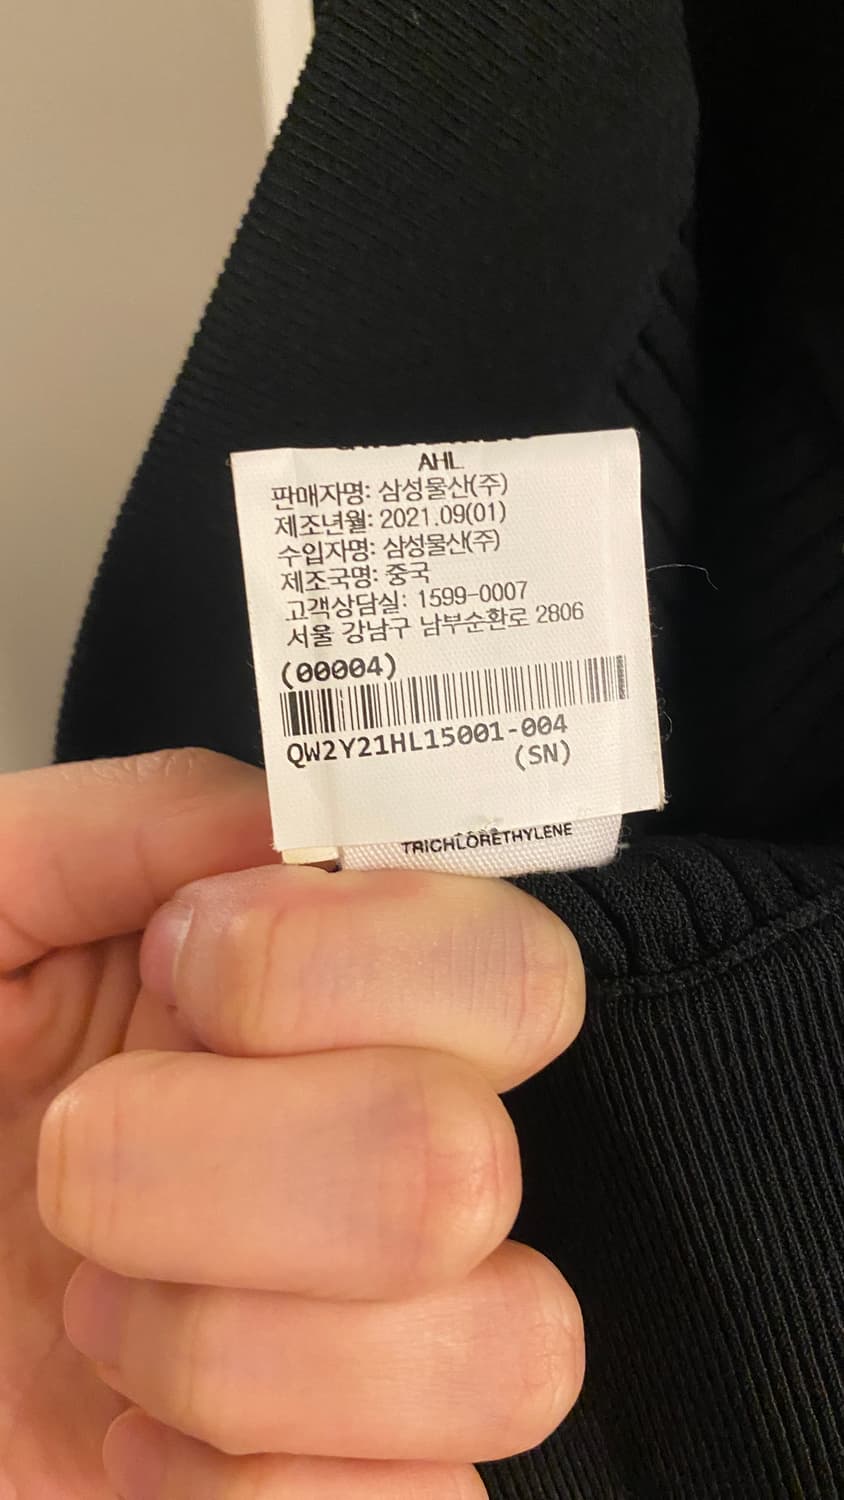 AHL
판매자명: 삼성물산(주)
제조년월: 2021.09(01)
수입자명: 삼성물산(주)
제조국명: 중국
고객상담실: 1599-0007
서울 강남구 남부순환로 2806
(00004)
QW2Y21HL15001-004
(SN)
TRICHLORETHYLENE